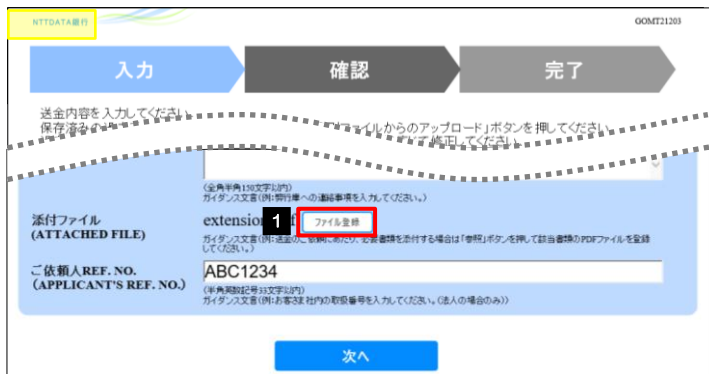 NTTDATA銀行
GOMT21203
入力
確認
完了
送金内容を入力してください。
ファイルからのアップロード」ボタンを押してください。
修正してください。
(全角半角150文字以内)
ガイダンス文言(例:弊行庫への連絡事項を入力してください。)
添付ファイル
(ATTACHED FILE)
extension
1
f
ファイル登録
ガイダンス文言(例:送金のご依頼にあたり、必要書類を添付する場合は「参照」ボタンを押して該当書類のPDFファイルを登録
してください。)
ご依頼人REF. NO.
(APPLICANT'S REF. NO.)
ABC1234
(半角英数記号33文字以内)
ガイダンス文言(例:お客さま社内の取扱番号を入力してください。(法人の場合のみ))
次へ